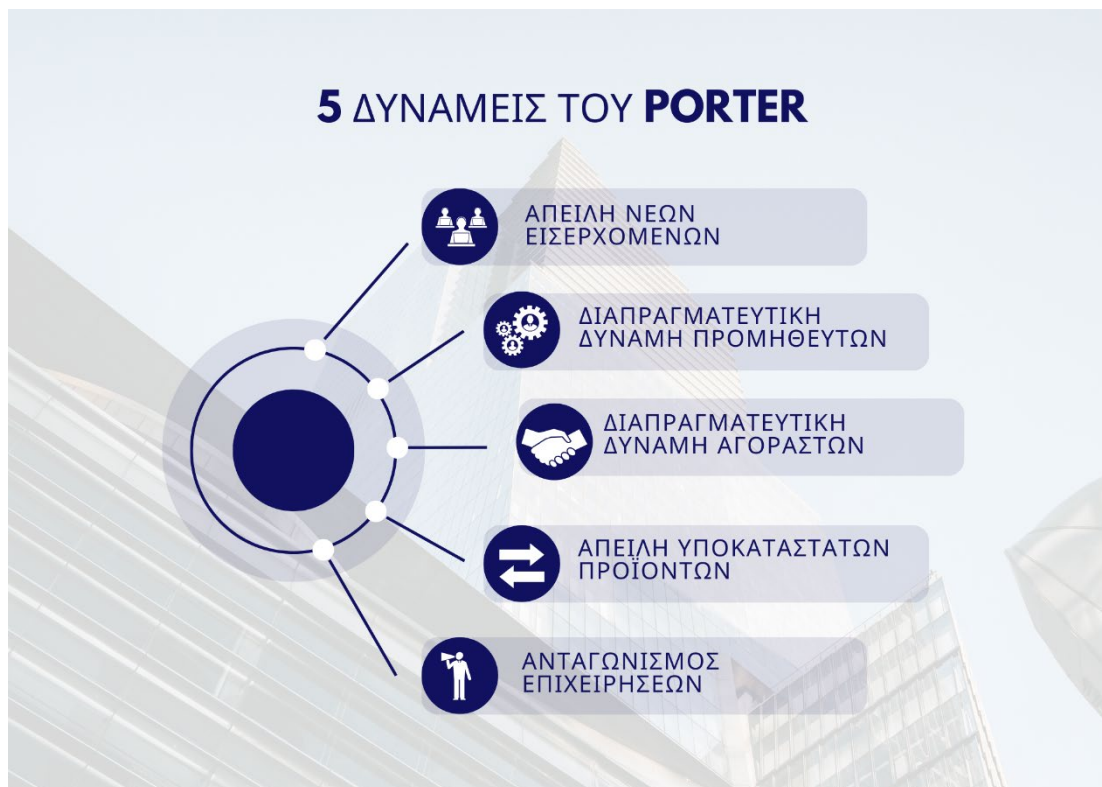 5 ΔΥΝΑΜΕΙΣ ΤΟΥ PORTER
ΑΠΕΙΛΗ ΝΕΩΝ
ΕΙΣΕΡΧΟΜΕΝΩΝ
ΔΙΑΠΡΑΓΜΑΤΕΥΤΙΚΗ
ΔΥΝΑΜΗ ΠΡΟΜΗΘΕΥΤΩΝ
ΔΙΑΠΡΑΓΜΑΤΕΥΤΙΚΗ
ΔΥΝΑΜΗ ΑΓΟΡΑΣΤΩΝ
ΑΠΕΙΛΗ ΥΠΟΚΑΤΑΣΤΑΤΩΝ
ΠΡΟΪΟΝΤΩΝ
ΑΝΤΑΓΩΝΙΣΜΟΣ
ΕΠΙΧΕΙΡΗΣΕΩΝ